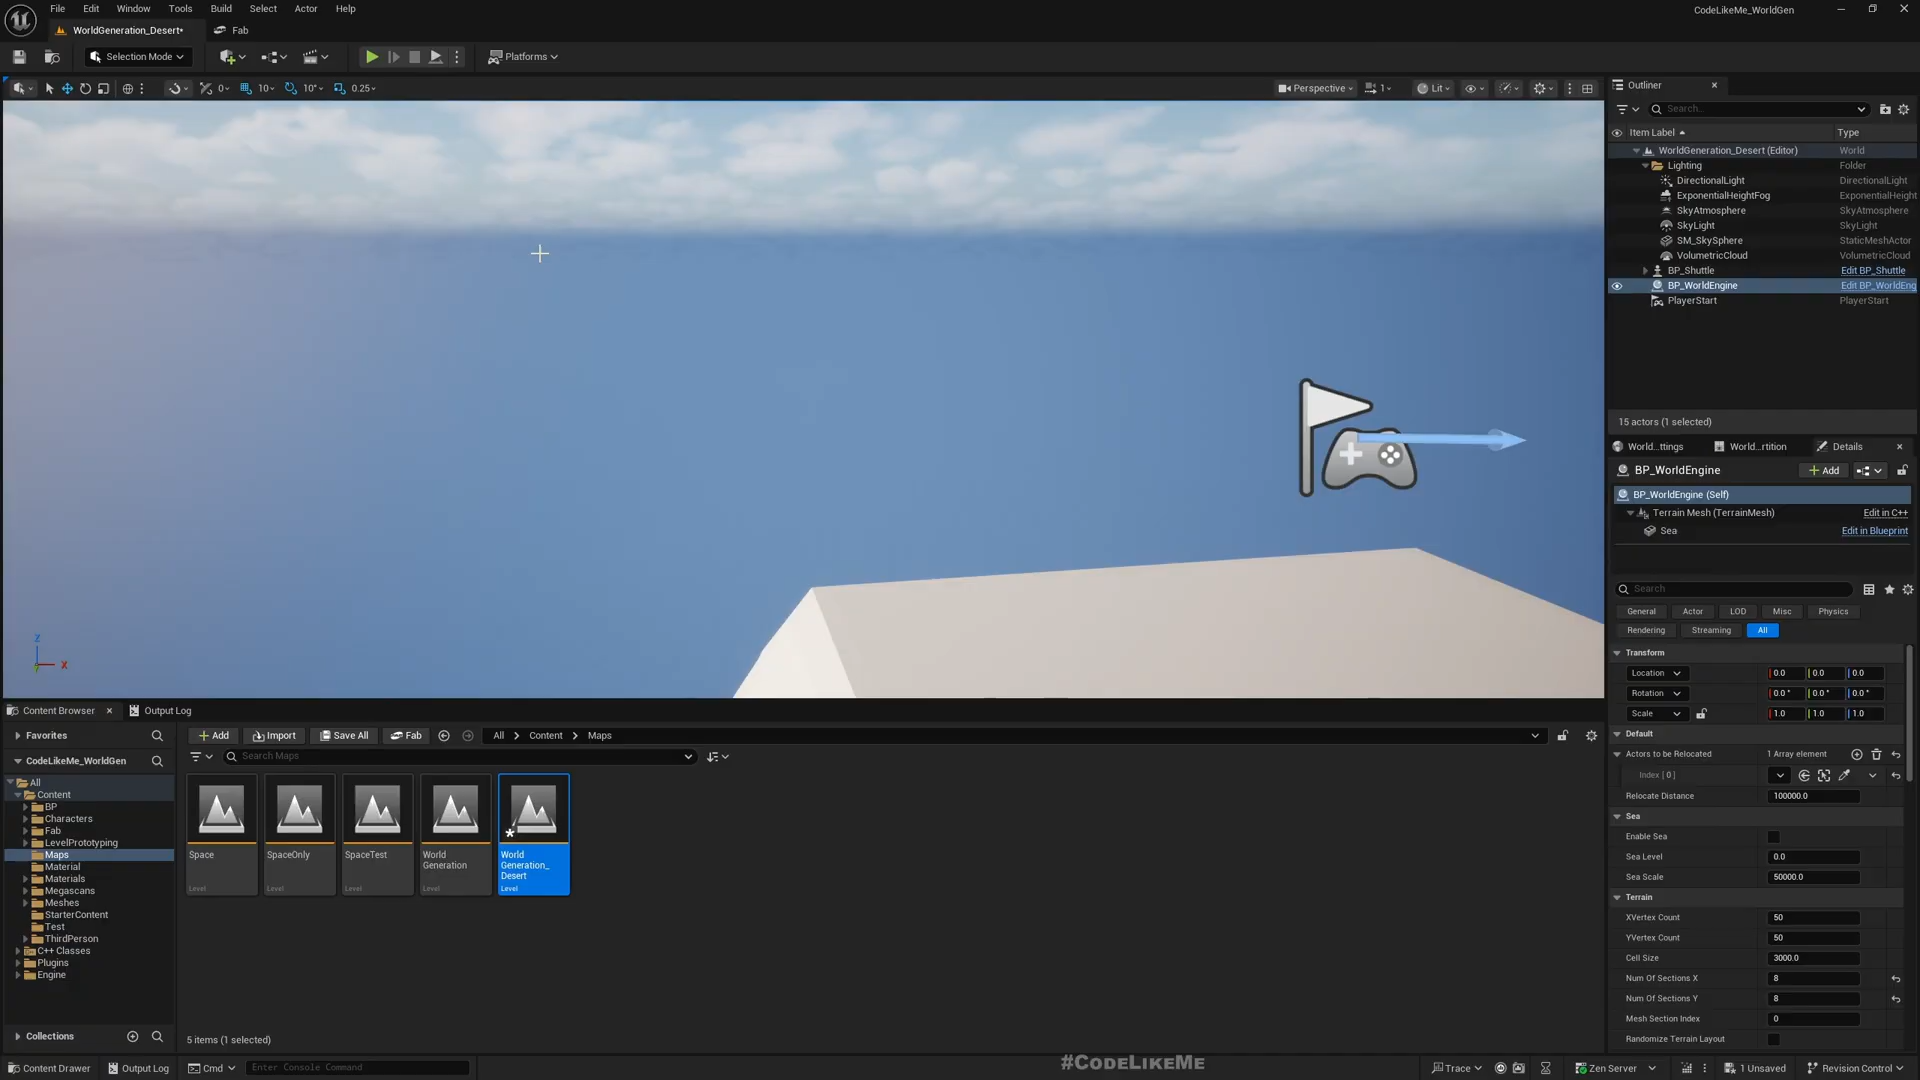 File Edit Window Tools Build Select Actor Help
CodeLikeMe_WorldGen
WorldGeneration_Desert*
Fab
Selection Mode
Platforms
0 10 10° 0.25
Perspective 1 Lit
Outliner
Search...
Item Label Type
WorldGeneration_Desert (Editor) World
Lighting Folder
DirectionalLight DirectionalLight
ExponentialHeightFog ExponentialHeight
SkyAtmosphere SkyAtmosphere
SkyLight SkyLight
SM_SkySphere StaticMeshActor
VolumetricCloud VolumetricCloud
BP_Shuttle Edit BP_Shuttle
BP_WorldEngine Edit BP_WorldEng
PlayerStart PlayerStart
15 actors (1 selected)
World...ttings World...rtition Details
BP_WorldEngine Add
BP_WorldEngine (Self)
Terrain Mesh (TerrainMesh) Edit in C++
Sea Edit in Blueprint
Search
General Actor LOD Misc Physics
Rendering Streaming All
Transform
Location 0.0 0.0 0.0
Rotation 0.0° 0.0° 0.0°
Scale 1.0 1.0 1.0
Default
Actors to be Relocated 1 Array element
Index [ 0 ]
Relocate Distance 100000.0
Sea
Enable Sea
Sea Level 0.0
Sea Scale 50000.0
Terrain
XVertex Count 50
YVertex Count 50
Cell Size 3000.0
Num Of Sections X 8
Num Of Sections Y 8
Mesh Section Index 0
Randomize Terrain Layout
Z
X
Content Browser Output Log
Favorites
CodeLikeMe_WorldGen
All
Content
BP
Characters
Fab
LevelPrototyping
Maps
Material
Materials
Megascans
Meshes
StarterContent
Test
ThirdPerson
C++ Classes
Plugins
Engine
Collections
Add Import Save All Fab All Content Maps
Search Maps
Space
Level
SpaceOnly
Level
SpaceTest
Level
World
Generation
Level
World
Generation_
Desert
Level
5 items (1 selected)
#CodeLikeMe
Content Drawer Output Log Cmd Enter Console Command
Trace Zen Server 1 Unsaved Revision Control